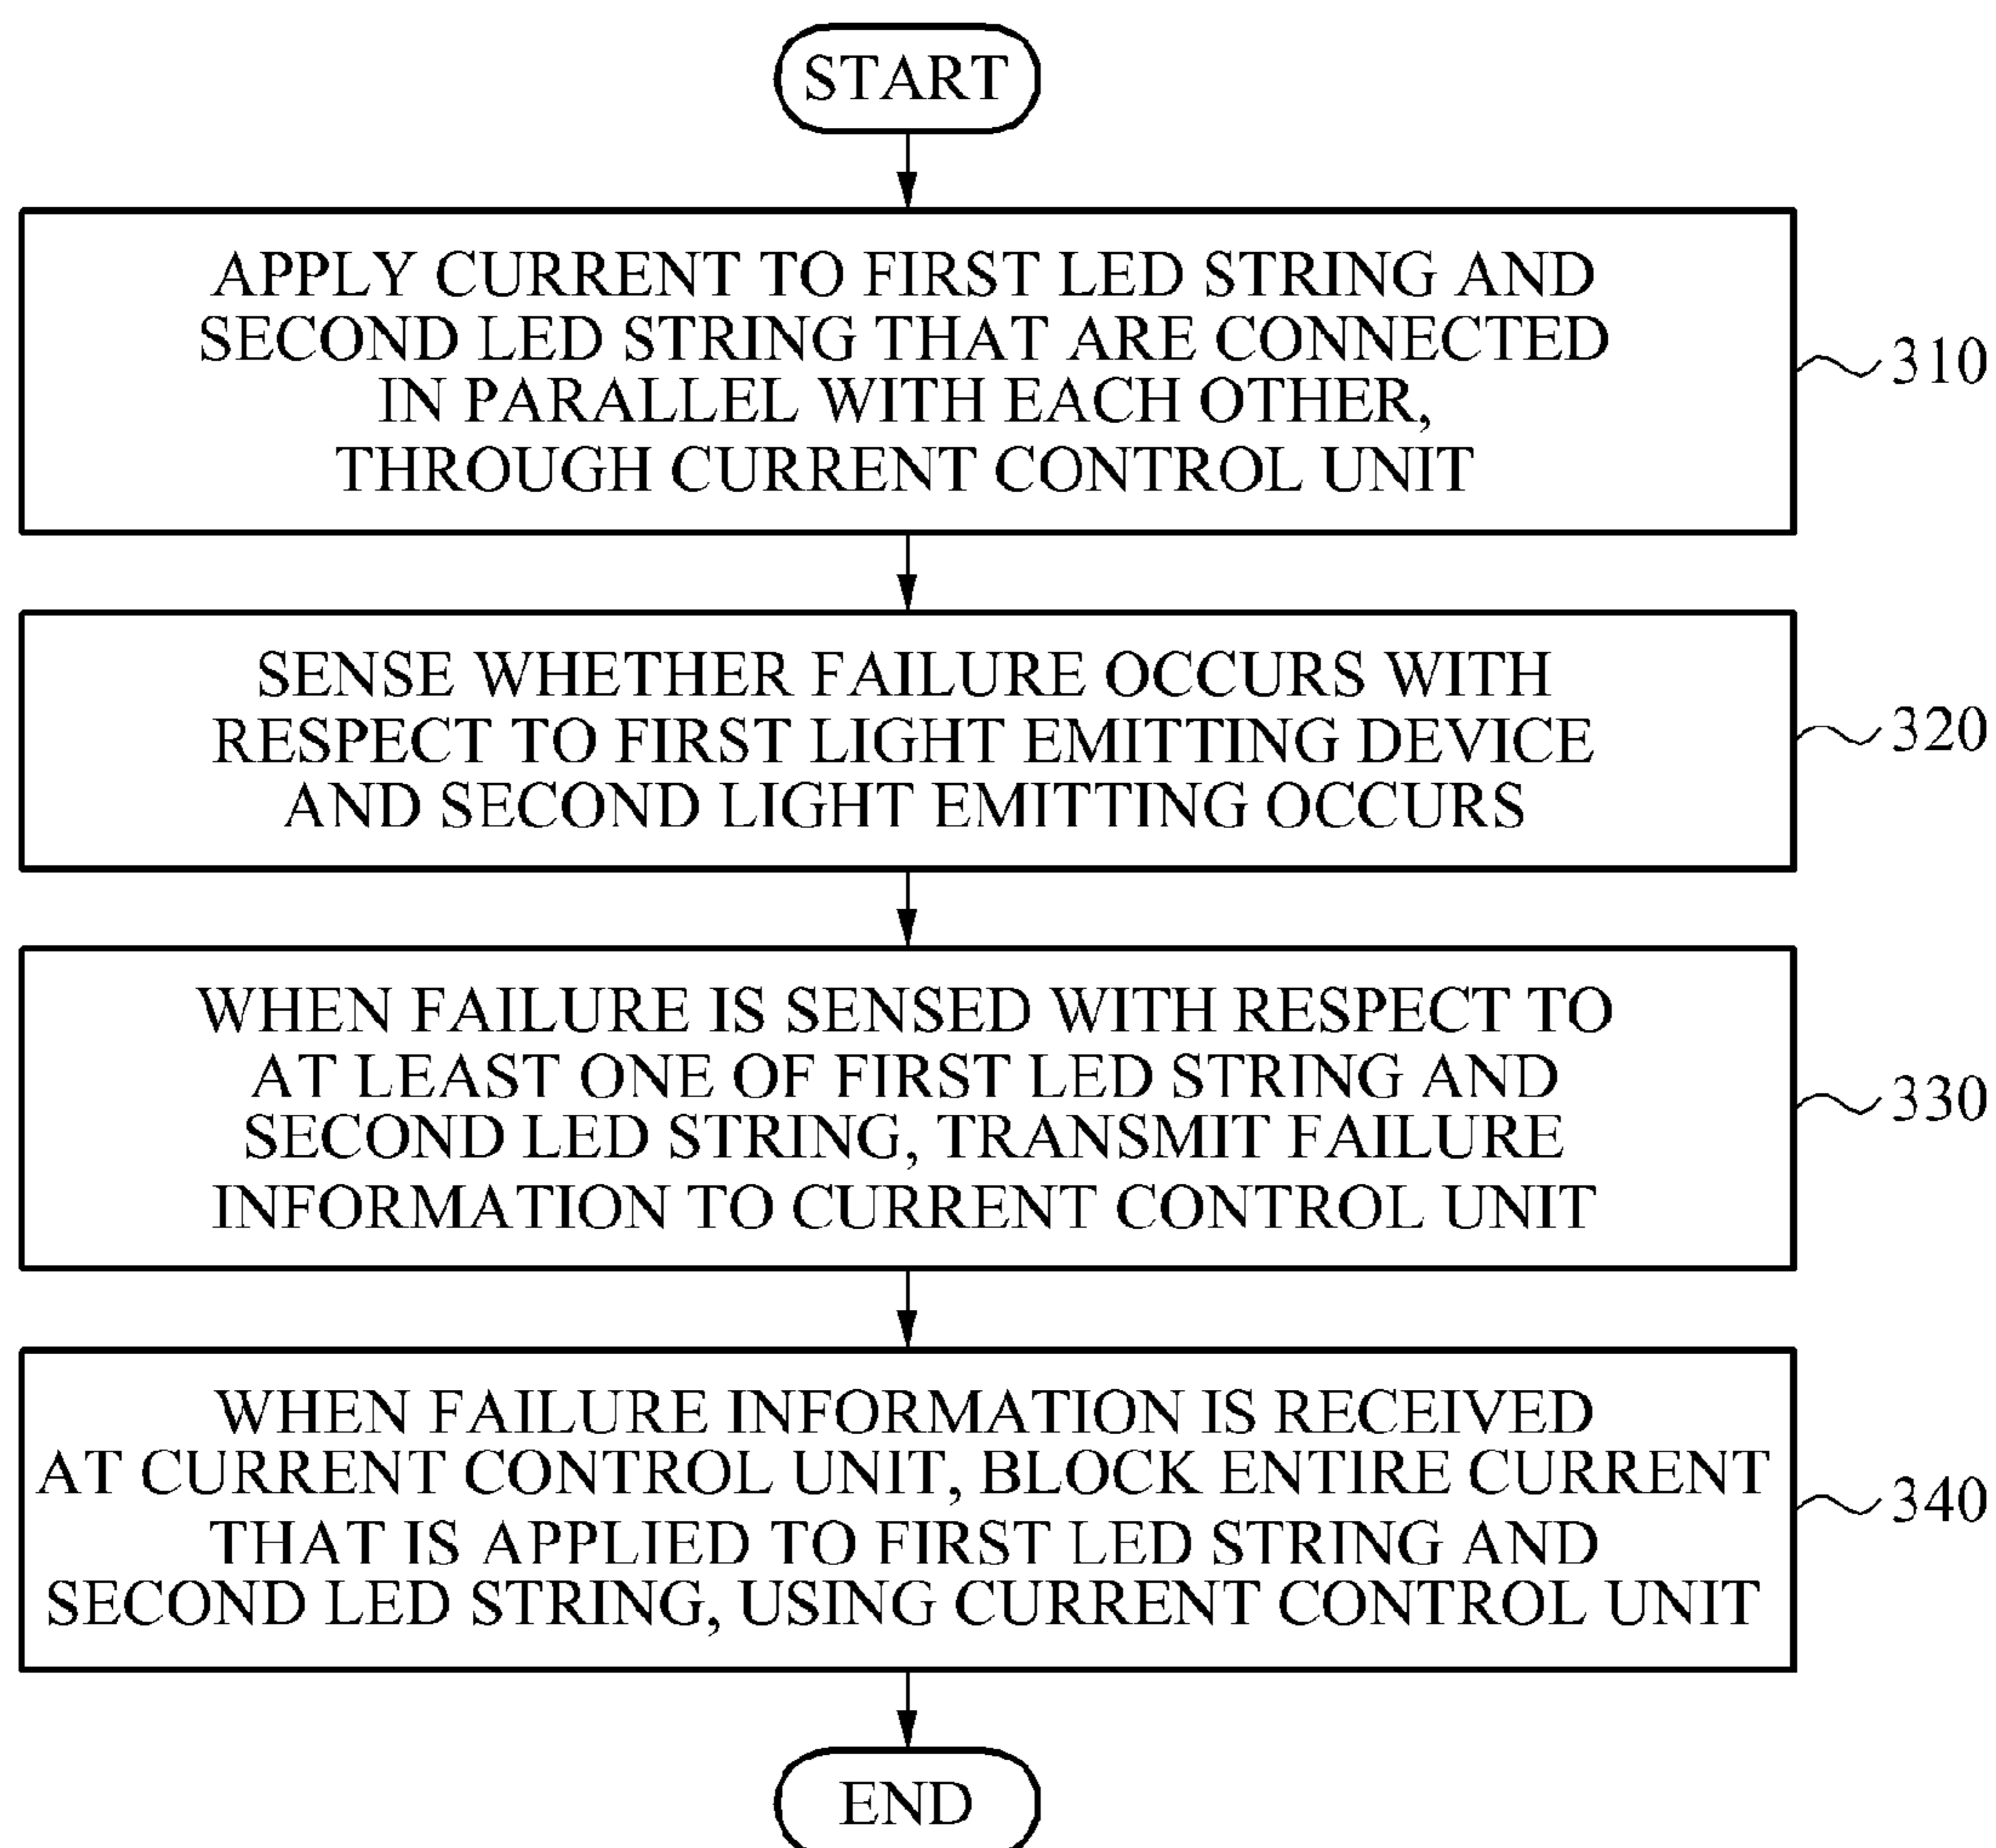 START
APPLY CURRENT TO FIRST LED STRING AND
SECOND LED STRING THAT ARE CONNECTED
IN PARALLEL WITH EACH OTHER,
THROUGH CURRENT CONTROL UNIT
310
SENSE WHETHER FAILURE OCCURS WITH
RESPECT TO FIRST LIGHT EMITTING DEVICE
AND SECOND LIGHT EMITTING OCCURS
320
WHEN FAILURE IS SENSED WITH RESPECT TO
AT LEAST ONE OF FIRST LED STRING AND
SECOND LED STRING, TRANSMIT FAILURE
INFORMATION TO CURRENT CONTROL UNIT
330
WHEN FAILURE INFORMATION IS RECEIVED
AT CURRENT CONTROL UNIT, BLOCK ENTIRE CURRENT
THAT IS APPLIED TO FIRST LED STRING AND
SECOND LED STRING, USING CURRENT CONTROL UNIT
340
END